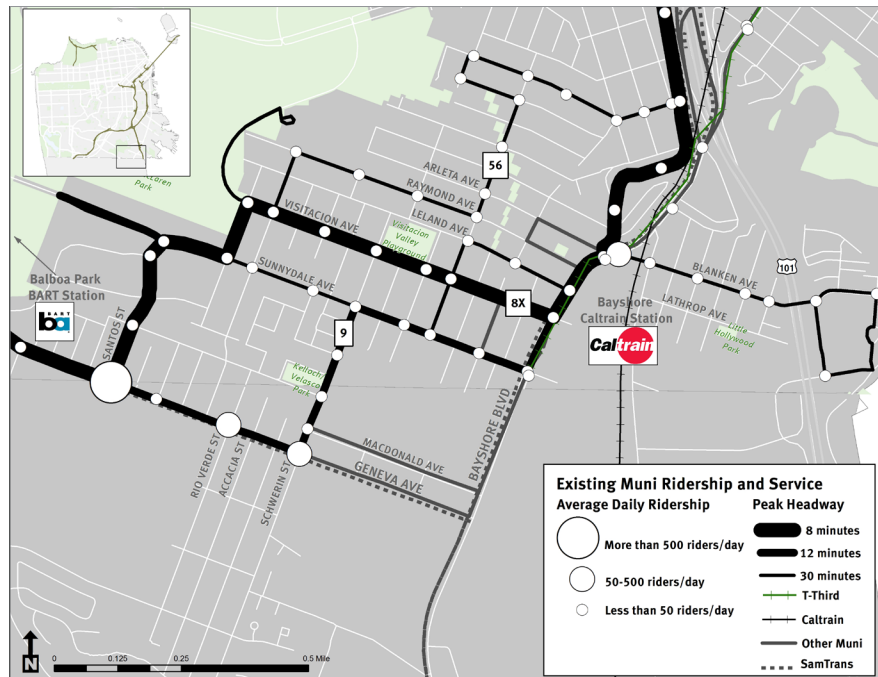 McLaren
Park
ARLETA AVE
56
RAYMOND AVE
LELAND AVE
VISITACION AVE
Visitacion
Valley
Playground
SUNNYDALE AVE
BLANKEN AVE
101
LATHROP AVE
Little
Hollywood
Park
Balboa Park
BART Station
BART
ba
SANTOS ST
8X
Bayshore
Caltrain Station
Caltrain
9
Velasco
Park
BAYSHORE BLVD
MACDONALD AVE
GENEVA AVE
RIO VERDE ST
ACCACIA ST
SCHWERIN ST
Existing Muni Ridership and Service
Average Daily Ridership
More than 500 riders/day
50-500 riders/day
Less than 50 riders/day
Peak Headway
8 minutes
12 minutes
30 minutes
T-Third
Caltrain
Other Muni
SamTrans
N
0 0.125 0.25 0.5 Mile